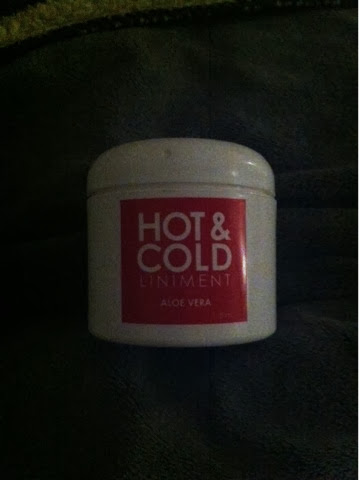 HOT &
COLD
LINIMENT
ALOE VERA